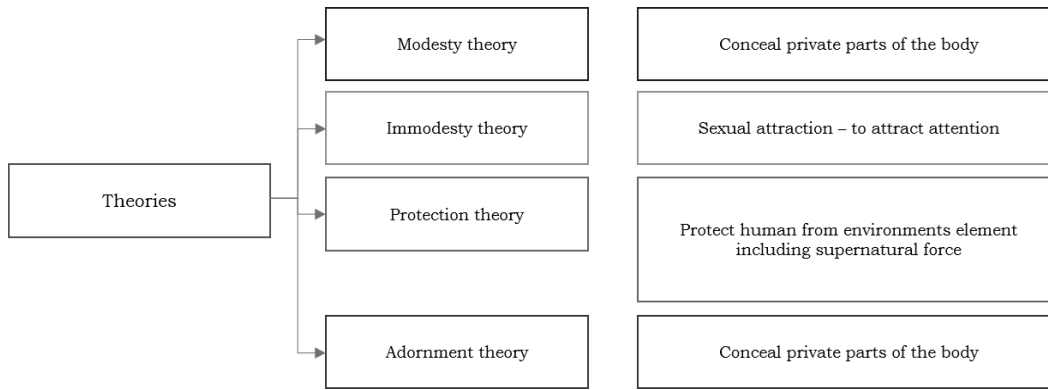 Modesty theory
Conceal private parts of the body
Immodesty theory
Sexual attraction – to attract attention
Theories
Protection theory
Protect human from environments element
including supernatural force
Adornment theory
Conceal private parts of the body